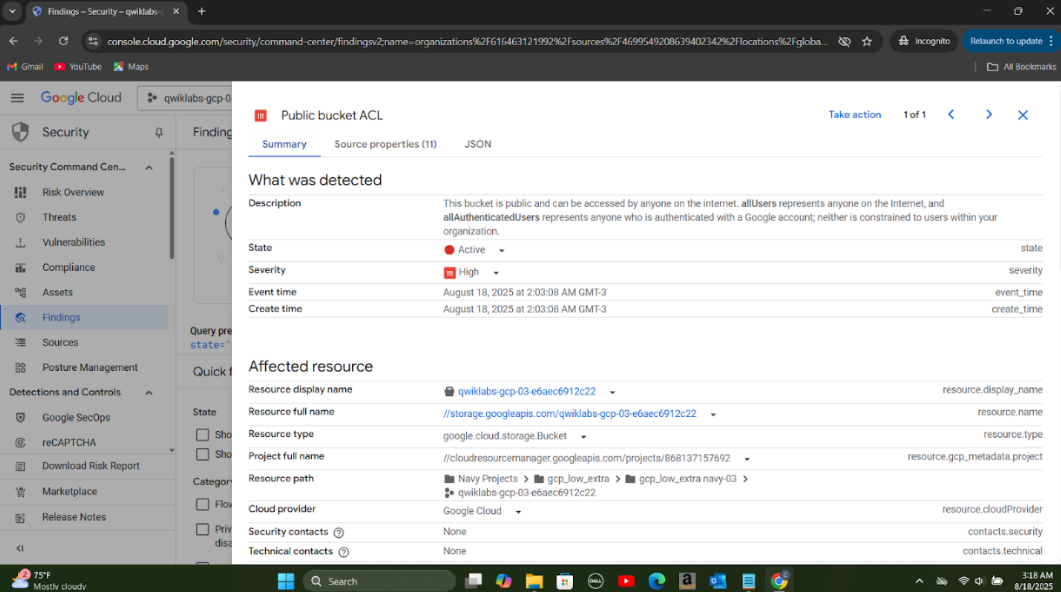 Findings – Security – qwiklabs-
console.cloud.google.com/security/command-center/findingsv2;name=organizations%2F616463121992%2Fsources%2F4699549208639402342%2Flocations%2Fgloba...
Incognito
Relaunch to update
Gmail
YouTube
Maps
All Bookmarks
Google Cloud
qwiklabs-gcp-0
Security
Finding
Security Command Cen...
Risk Overview
Threats
Vulnerabilities
Compliance
Assets
Findings
Sources
Posture Management
Detections and Controls
Google SecOps
reCAPTCHA
Download Risk Report
Marketplace
Release Notes
Query pre
state="
Quick f
State
Sho
Sho
Category
Flow
Priv
disa
Public bucket ACL
Take action
1 of 1
Summary
Source properties (11)
JSON
What was detected
Description
This bucket is public and can be accessed by anyone on the internet. allUsers represents anyone on the Internet, and
allAuthenticatedUsers represents anyone who is authenticated with a Google account; neither is constrained to users within your
organization.
State Active state
Severity High severity
Event time August 18, 2025 at 2:03:08 AM GMT-3 event_time
Create time August 18, 2025 at 2:03:08 AM GMT-3 create_time
Affected resource
Resource display name qwiklabs-gcp-03-e6aec6912c22 resource.display_name
Resource full name //storage.googleapis.com/qwiklabs-gcp-03-e6aec6912c22 resource.name
Resource type google.cloud.storage.Bucket resource.type
Project full name //cloudresourcemanager.googleapis.com/projects/868137157692 resource.gcp_metadata.project
Resource path Navy Projects gcp_low_extra gcp_low_extra navy-03
qwiklabs-gcp-03-e6aec6912c22
Cloud provider Google Cloud resource.cloudProvider
Security contacts None contacts.security
Technical contacts None contacts.technical
75°F
Mostly cloudy
Search
DELL
3:18 AM
8/18/2025